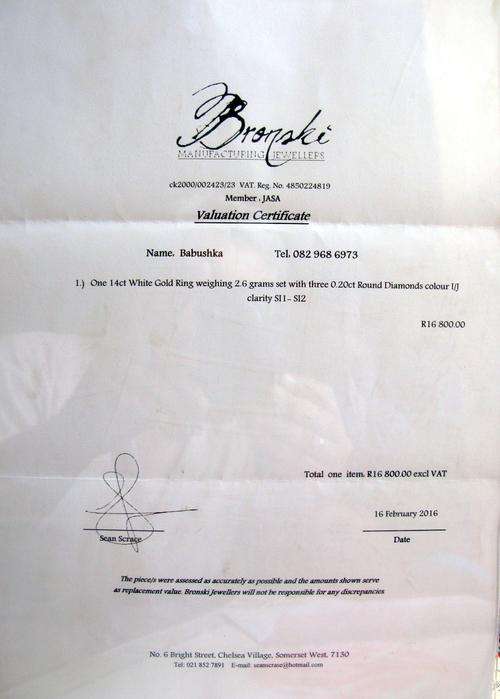 Bronski
MANUFACTURING JEWELLERS
ck2000/002423/23 VAT. Reg. No. 4850224819
Member . JASA
Valuation Certificate
Name. Babushka Tel. 082 968 6973
1.) One 14ct White Gold Ring weighing 2.6 grams set with three 0.20ct Round Diamonds colour I/J
clarity SI1- SI2
R16 800.00
Total one item. R16 800.00 excl VAT
16 February 2016
Sean Scrase
Date
The piece/s were assessed as accurately as possible and the amounts shown serve
as replacement value. Bronski Jewellers will not be responsible for any discrepancies
No. 6 Bright Street, Chelsea Village, Somerset West, 7130
Tel: 021 852 7891 E-mail: seanscrase@hotmail.com